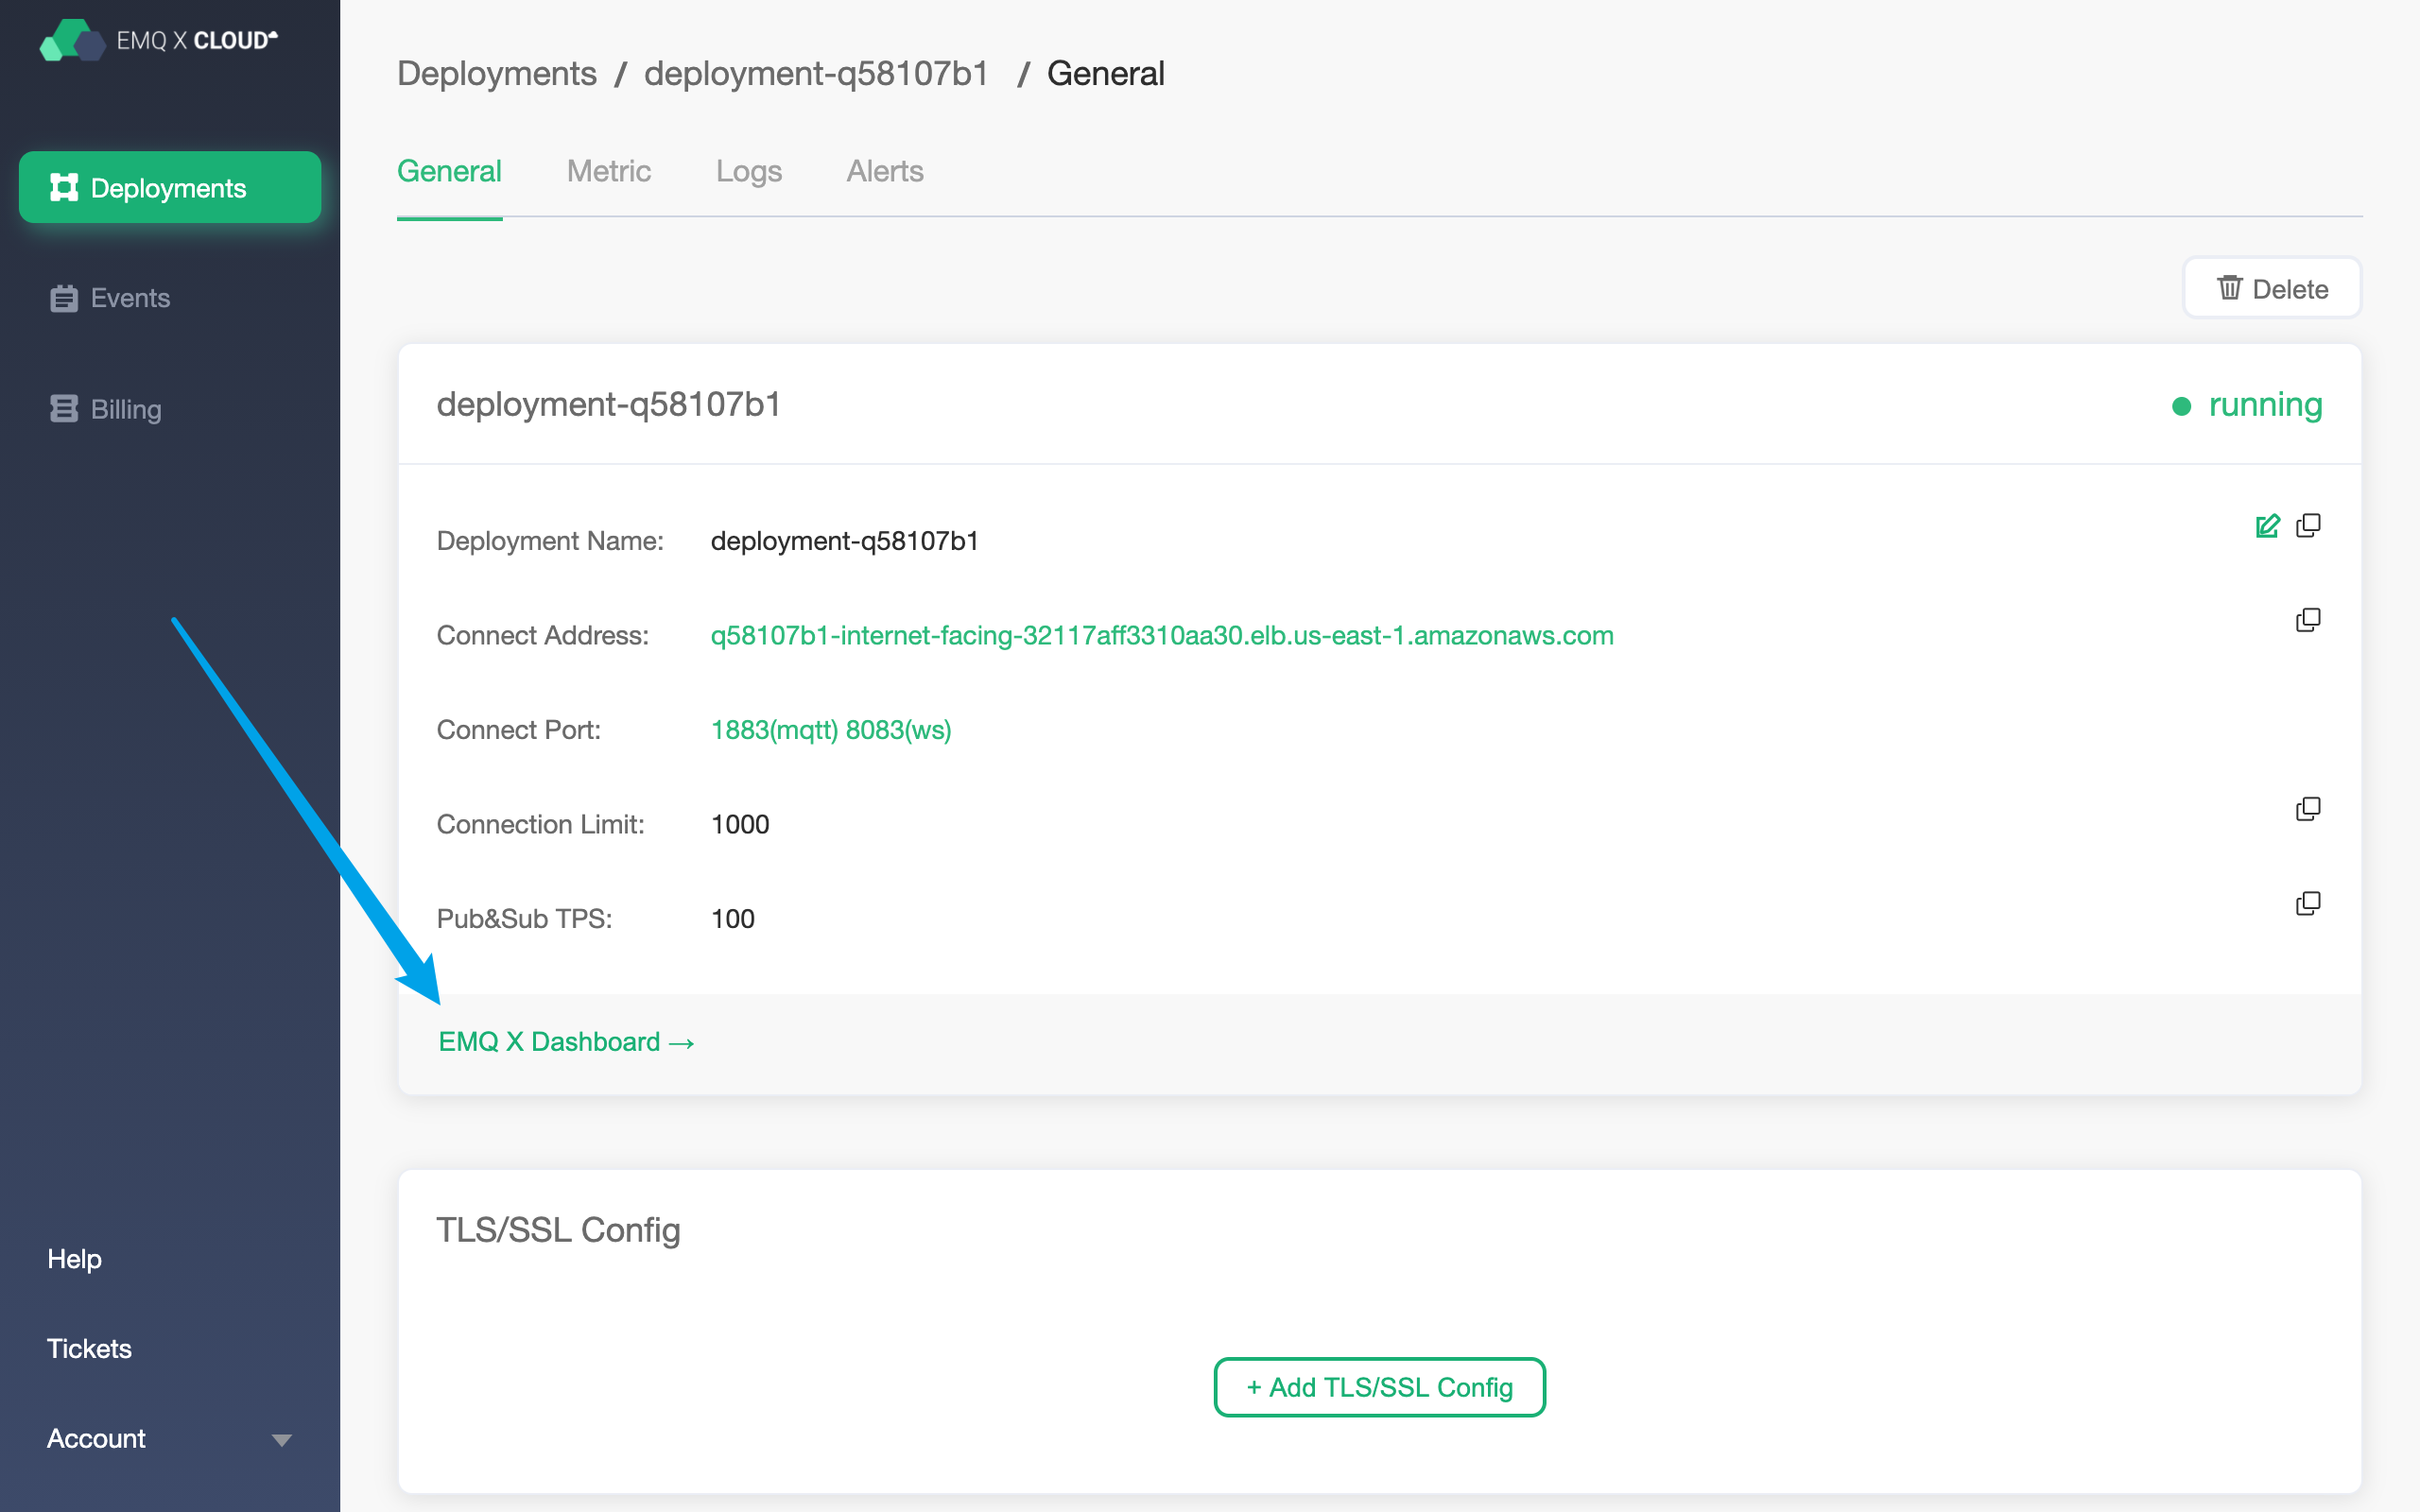 EMQ X CLOUD
Deployments
Events
Billing
Help
Tickets
Account
Deployments / deployment-q58107b1 / General
General Metric Logs Alerts
Delete
deployment-q58107b1
running
Deployment Name: deployment-q58107b1
Connect Address: q58107b1-internet-facing-32117aff3310aa30.elb.us-east-1.amazonaws.com
Connect Port: 1883(mqtt) 8083(ws)
Connection Limit: 1000
Pub&Sub TPS: 100
EMQ X Dashboard →
TLS/SSL Config
+ Add TLS/SSL Config